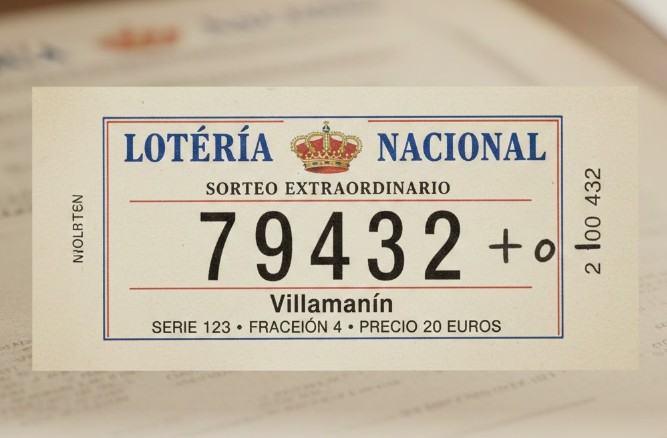 LOTÉRÍA NACIONAL
SORTEO EXTRAORDINARIO
79432 + o
Villamanín
SERIE 123 • FRACEIÓN 4 • PRECIO 20 EUROS
NIOLRTEN
2 100 432